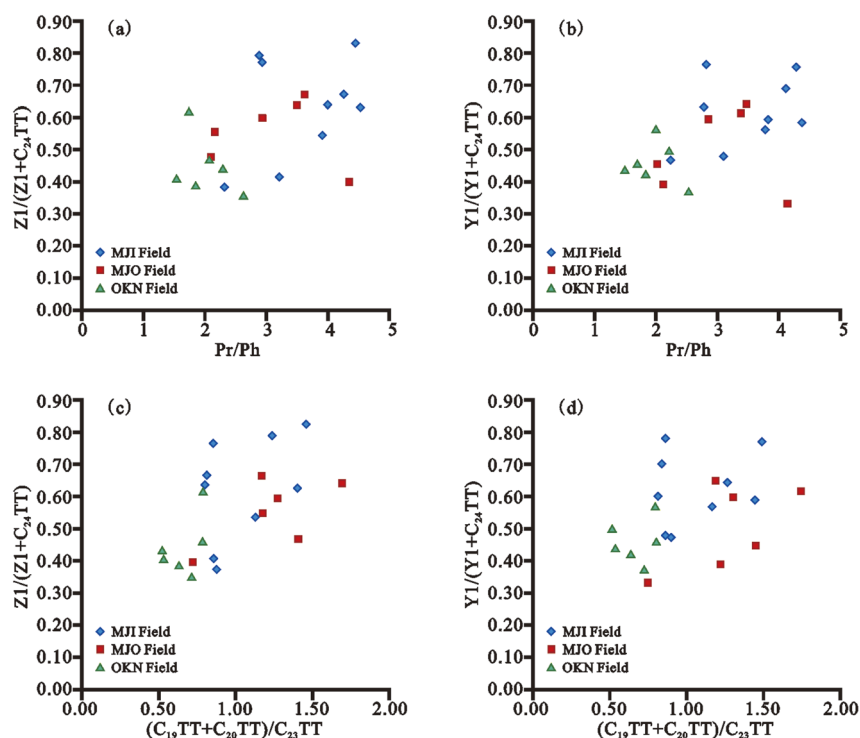 (a)
0.90
0.80
0.70
0.60
0.50
0.40
0.30
0.20
0.10
0.00
Z1/(Z1+C₂₄TT)
MJI Field
MJO Field
OKN Field
0 1 2 3 4 5
Pr/Ph
(b)
0.90
0.80
0.70
0.60
0.50
0.40
0.30
0.20
0.10
0.00
Y1/(Y1+C₂₄TT)
MJI Field
MJO Field
OKN Field
0 1 2 3 4 5
Pr/Ph
(c)
0.90
0.80
0.70
0.60
0.50
0.40
0.30
0.20
0.10
0.00
Z1/(Z1+C₂₄TT)
MJI Field
MJO Field
OKN Field
0.00 0.50 1.00 1.50 2.00
(C₁₉TT+C₂₀TT)/C₂₃TT
(d)
0.90
0.80
0.70
0.60
0.50
0.40
0.30
0.20
0.10
0.00
Y1/(Y1+C₂₄TT)
MJI Field
MJO Field
OKN Field
0.00 0.50 1.00 1.50 2.00
(C₁₉TT+C₂₀TT)/C₂₃TT